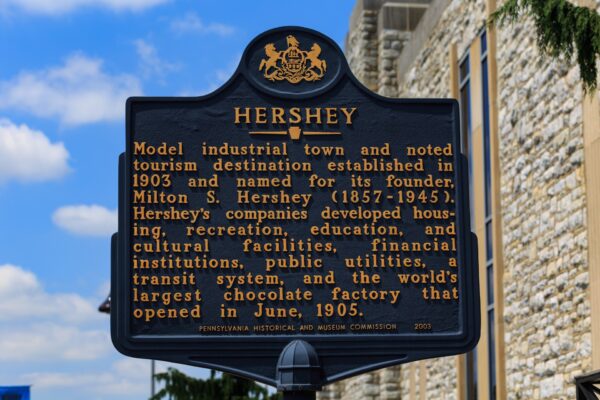 HERSHEY
Model industrial town and noted
tourism destination established in
1903 and named for its founder,
Milton S. Hershey (1857-1945).
Hershey's companies developed hous-
ing, recreation, education, and
cultural facilities, financial
institutions, public utilities, a
transit system, and the world's
largest chocolate factory that
opened in June, 1905.
PENNSYLVANIA HISTORICAL AND MUSEUM COMMISSION 2003